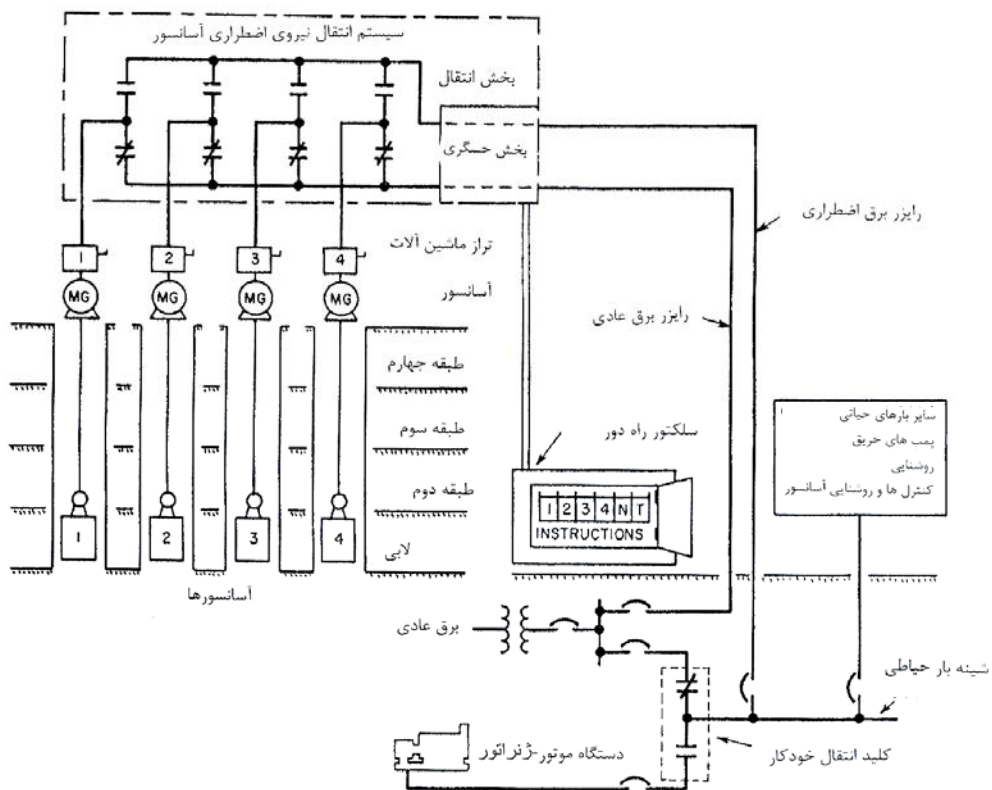 سیستم انتقال نیروی اضطراری آسانسور
بخش انتقال
بخش حسگری
رایزر برق اضطراری
تراز ماشین آلات
1 2 3 4
آسانسور
MG MG MG MG
رایزر برق عادی
طبقه چهارم
طبقه سوم
طبقه دوم
لابی
1 2 3 4
آسانسورها
سلکتور راه دور
1 2 3 4 N T
INSTRUCTIONS
سایر بارهای حیاتی
پمپ های حریق
روشنایی
کنترل ها و روشنایی آسانسور
برق عادی
شینه بار حیاطی
کلید انتقال خودکار
دستگاه موتور-ژنراتور